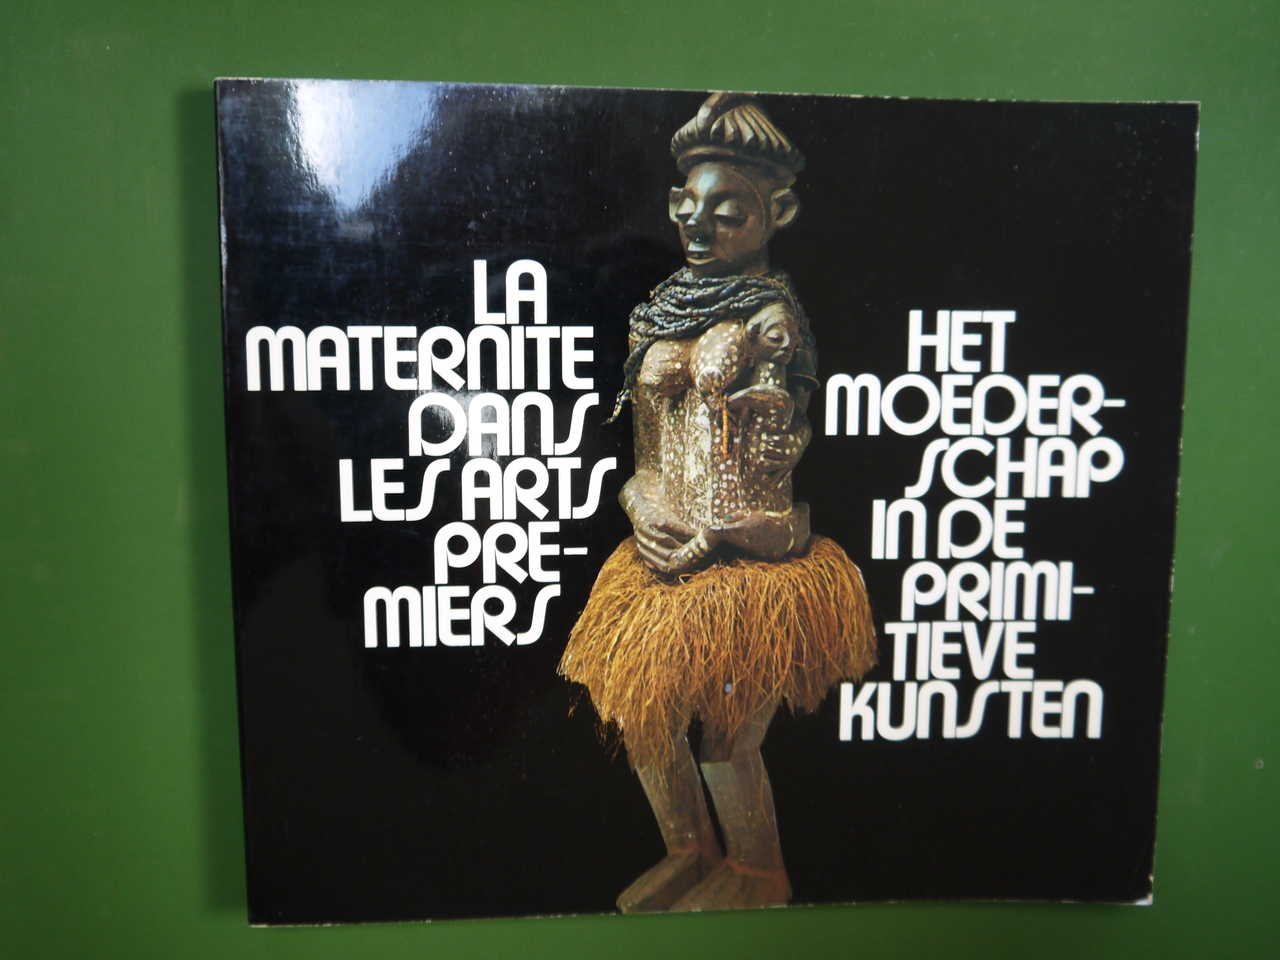 LA
MATERNITE
DANS
LES ARTS
PRE-
MIERS
HET
MOEDER-
SCHAP
IN DE
PRIMI-
TIEVE
KUNSTEN